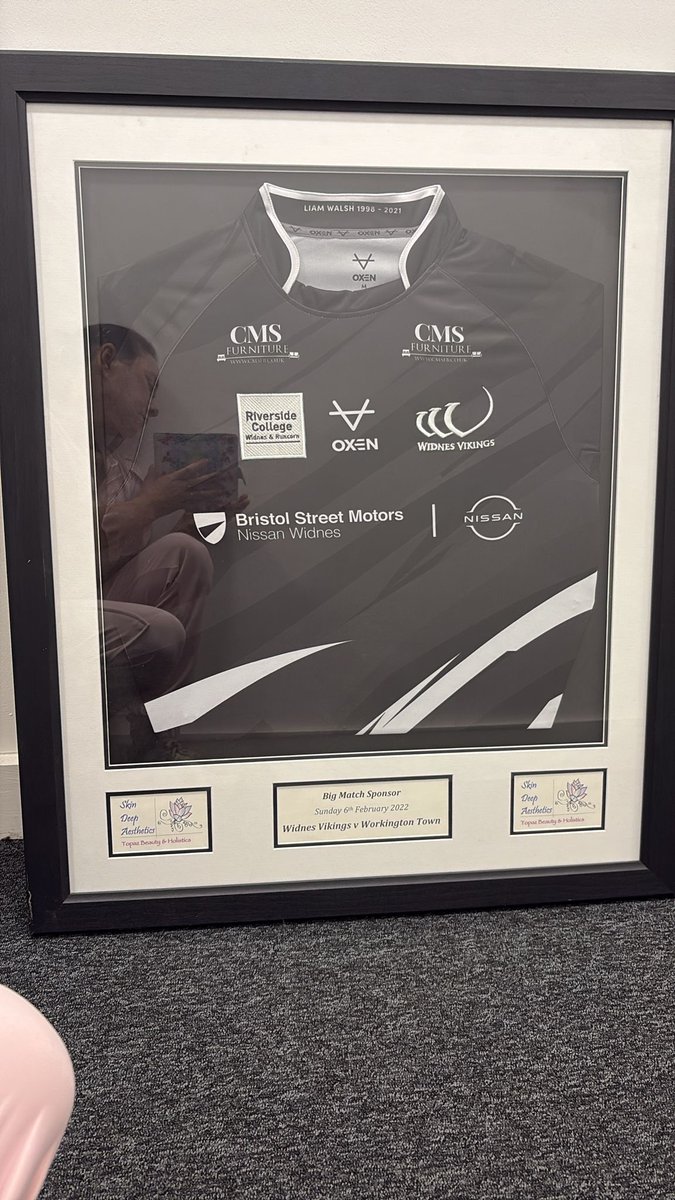 LIAM WALSH 1998 - 2021
OXEN OXEN
OXEN
M
CMS
FURNITURE
CMS
FURNITURE
Riverside
College
Widnes & Runcorn
OXEN
WIDNES VIKINGS
Bristol Street Motors
Nissan Widnes
NISSAN
Skin
Deep
Aesthetics
Topaz Beauty & Holistics
Big Match Sponsor
Sunday 6th February 2022
Widnes Vikings v Workington Town
Skin
Deep
Aesthetics
Topaz Beauty & Holistics